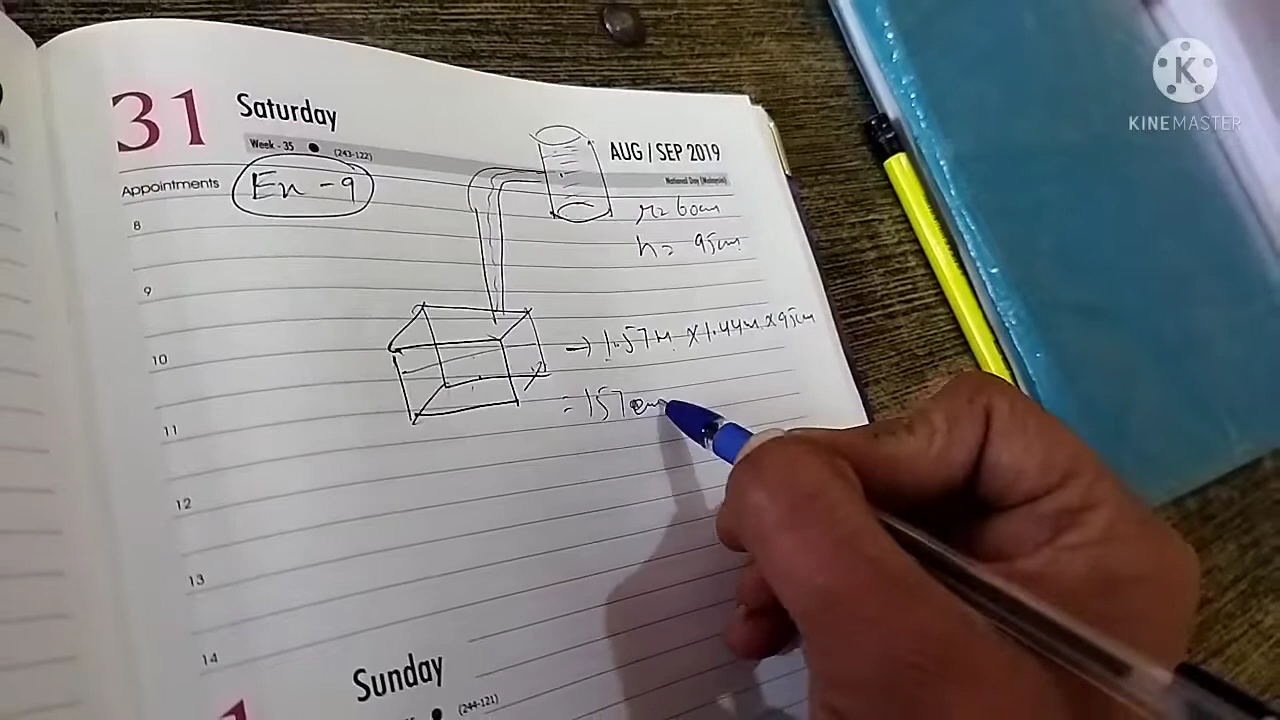 KINEMASTER
31 Saturday
Week - 35 ● (243-122)
AUG / SEP 2019
National Day (Malaysia)
Appointments
En - 9
r = 60cm
h = 95cm
8
9
→ 1.57m × 1.44m × 95cm
10
= 157cm
11
12
13
14
Sunday
(244-121)